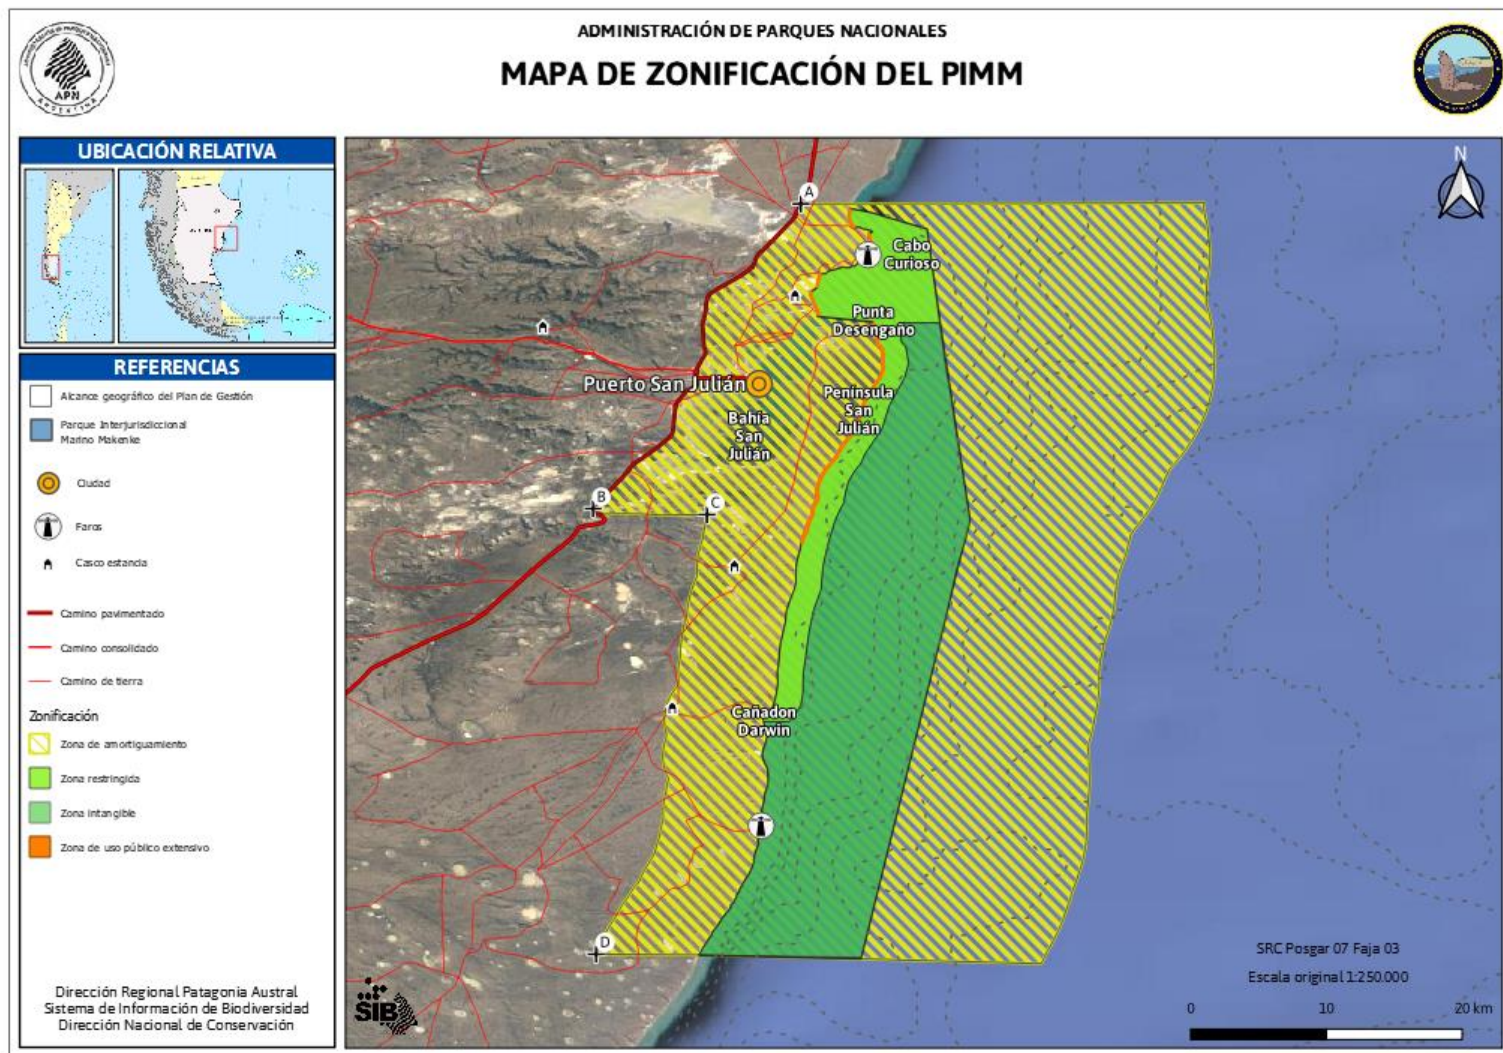 ADMINISTRACIÓN DE PARQUES NACIONALES
MAPA DE ZONIFICACIÓN DEL PIMM
APN
ARGENTINA
UBICACIÓN RELATIVA
REFERENCIAS
Alcance geográfico del Plan de Gestión
Parque Interjurisdiccional
Marino Makenke
Ciudad
Faros
Casco estancia
Camino pavimentado
Camino consolidado
Camino de tierra
Zonificación
Zona de amortiguamiento
Zona restringida
Zona intangible
Zona de uso público extensivo
Dirección Regional Patagonia Austral
Sistema de Información de Biodiversidad
Dirección Nacional de Conservación
N
A
Cabo
Curioso
Punta
Desengaño
Puerto San Julián
Península
San
Julián
Bahía
San
Julián
B
C
Cañadon
Darwin
D
SIB
SRC Posgar 07 Faja 03
Escala original 1:250.000
0 10 20 km